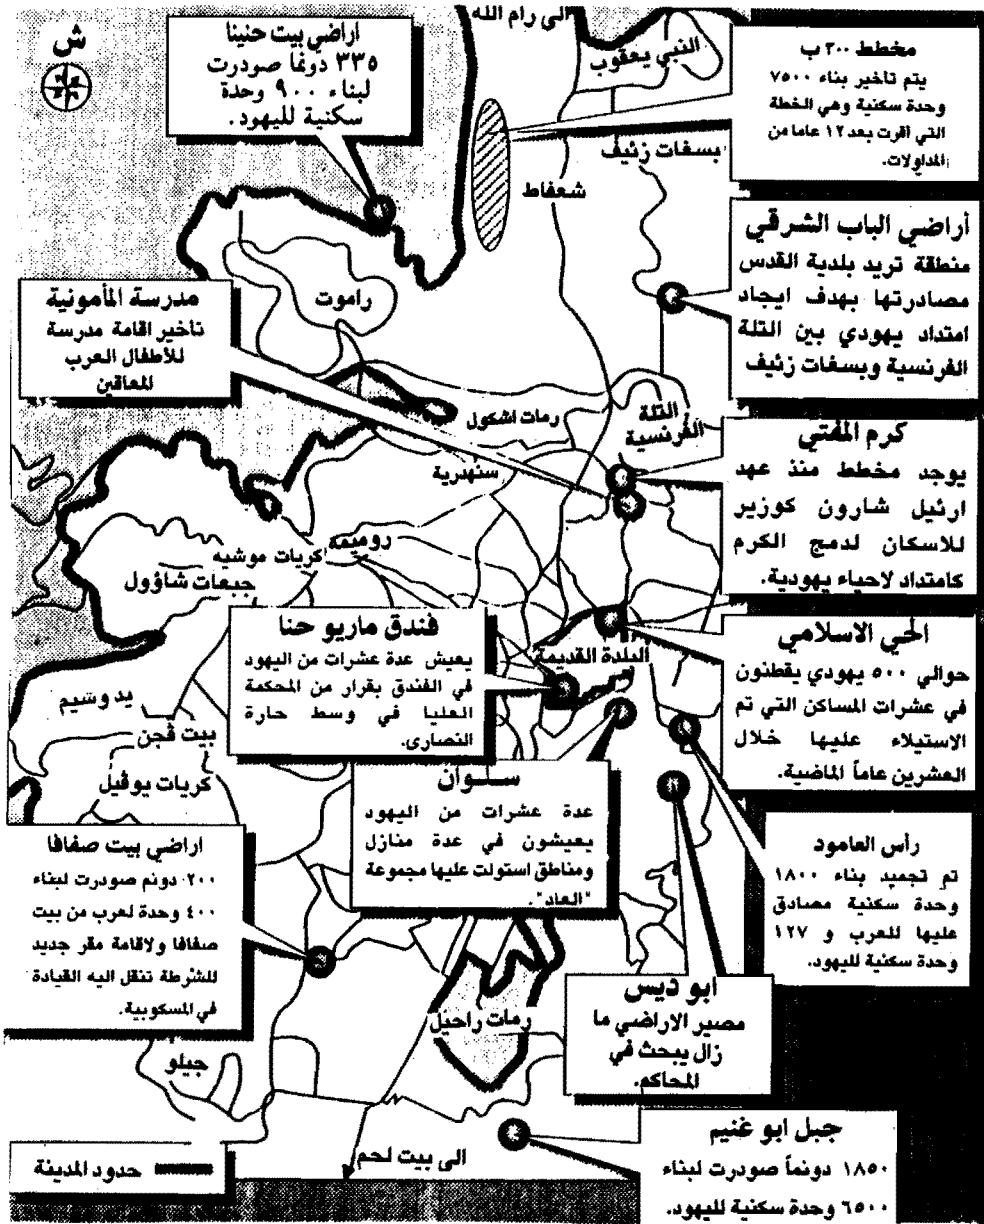 ش
الى رام الله
النبي يعقوب
اراضي بيت حنينا
٣٣٥ دونما صودرت
لبناء ٩٠٠ وحدة
سكنية لليهود.
مخطط ٣٠٠ ب
يتم تاخير بناء ٧٥٠٠
وحدة سكنية وهي الخطة
التي اقرت بعد ١٢ عاما من
المداولات.
بسغات زئيف
شعفاط
أراضي الباب الشرقي
منطقة تريد بلدية القدس
مصادرتها بهدف ايجاد
امتداد يهودي بين التلة
الفرنسية وبسغات زئيف
راموت
مدرسة المأمونية
تأخير اقامة مدرسة
للأطفال العرب
المعاقين
رمات اشكول
التلة
الفرنسية
سنهدرية
كرم المفتي
يوجد مخطط منذ عهد
ارئيل شارون كوزير
للاسكان لدمج الكرم
كامتداد لاحياء يهودية.
روميمة
كريات موشيه
جبعات شاؤول
فندق ماريو حنا
يعيش عدة عشرات من اليهود
في الفندق بقرار من المحكمة
العليا في وسط حارة
النصارى.
البلدة القديمة
الحي الاسلامي
حوالي ٥٠٠ يهودي يقطنون
في عشرات المساكن التي تم
الاستيلاء عليها خلال
العشرين عاماً الماضية.
يدوشيم
بيت ڤجن
كريات يوڤيل
ســلـوان
عدة عشرات من اليهود
يعيشون في عدة منازل
ومناطق استولت عليها مجموعة
"العاد".
اراضي بيت صفافا
٢٠٠ دونم صودرت لبناء
٤٠٠ وحدة لعرب من بيت
صفافا ولاقامة مقر جديد
للشرطة تنقل اليه القيادة
في المسكوبية.
رأس العامود
تم تجميد بناء ١٨٠٠
وحدة سكنية مصادق
عليها للعرب و ١٢٧
وحدة سكنية لليهود.
ابو ديس
مصير الاراضي ما
زال يبحث في
المحاكم.
رمات راحيل
جيلو
جبل ابو غنيم
١٨٥٠ دونماً صودرت لبناء
٦٥٠٠ وحدة سكنية لليهود.
الى بيت لحم
حدود المدينة